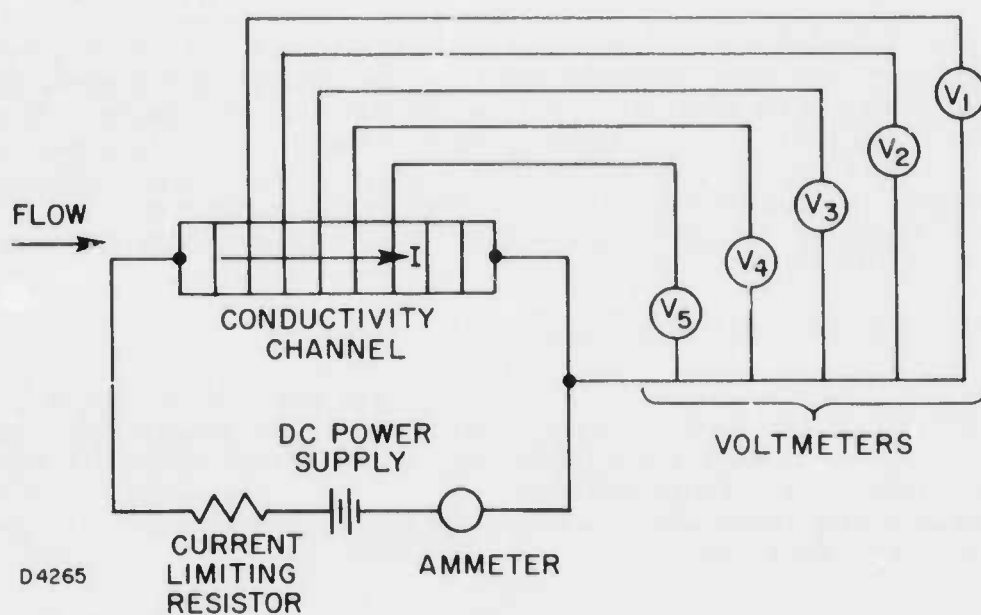 V1
V2
V3
V4
V5
FLOW
I
CONDUCTIVITY
CHANNEL
VOLTMETERS
DC POWER
SUPPLY
CURRENT
LIMITING
RESISTOR
AMMETER
D4265